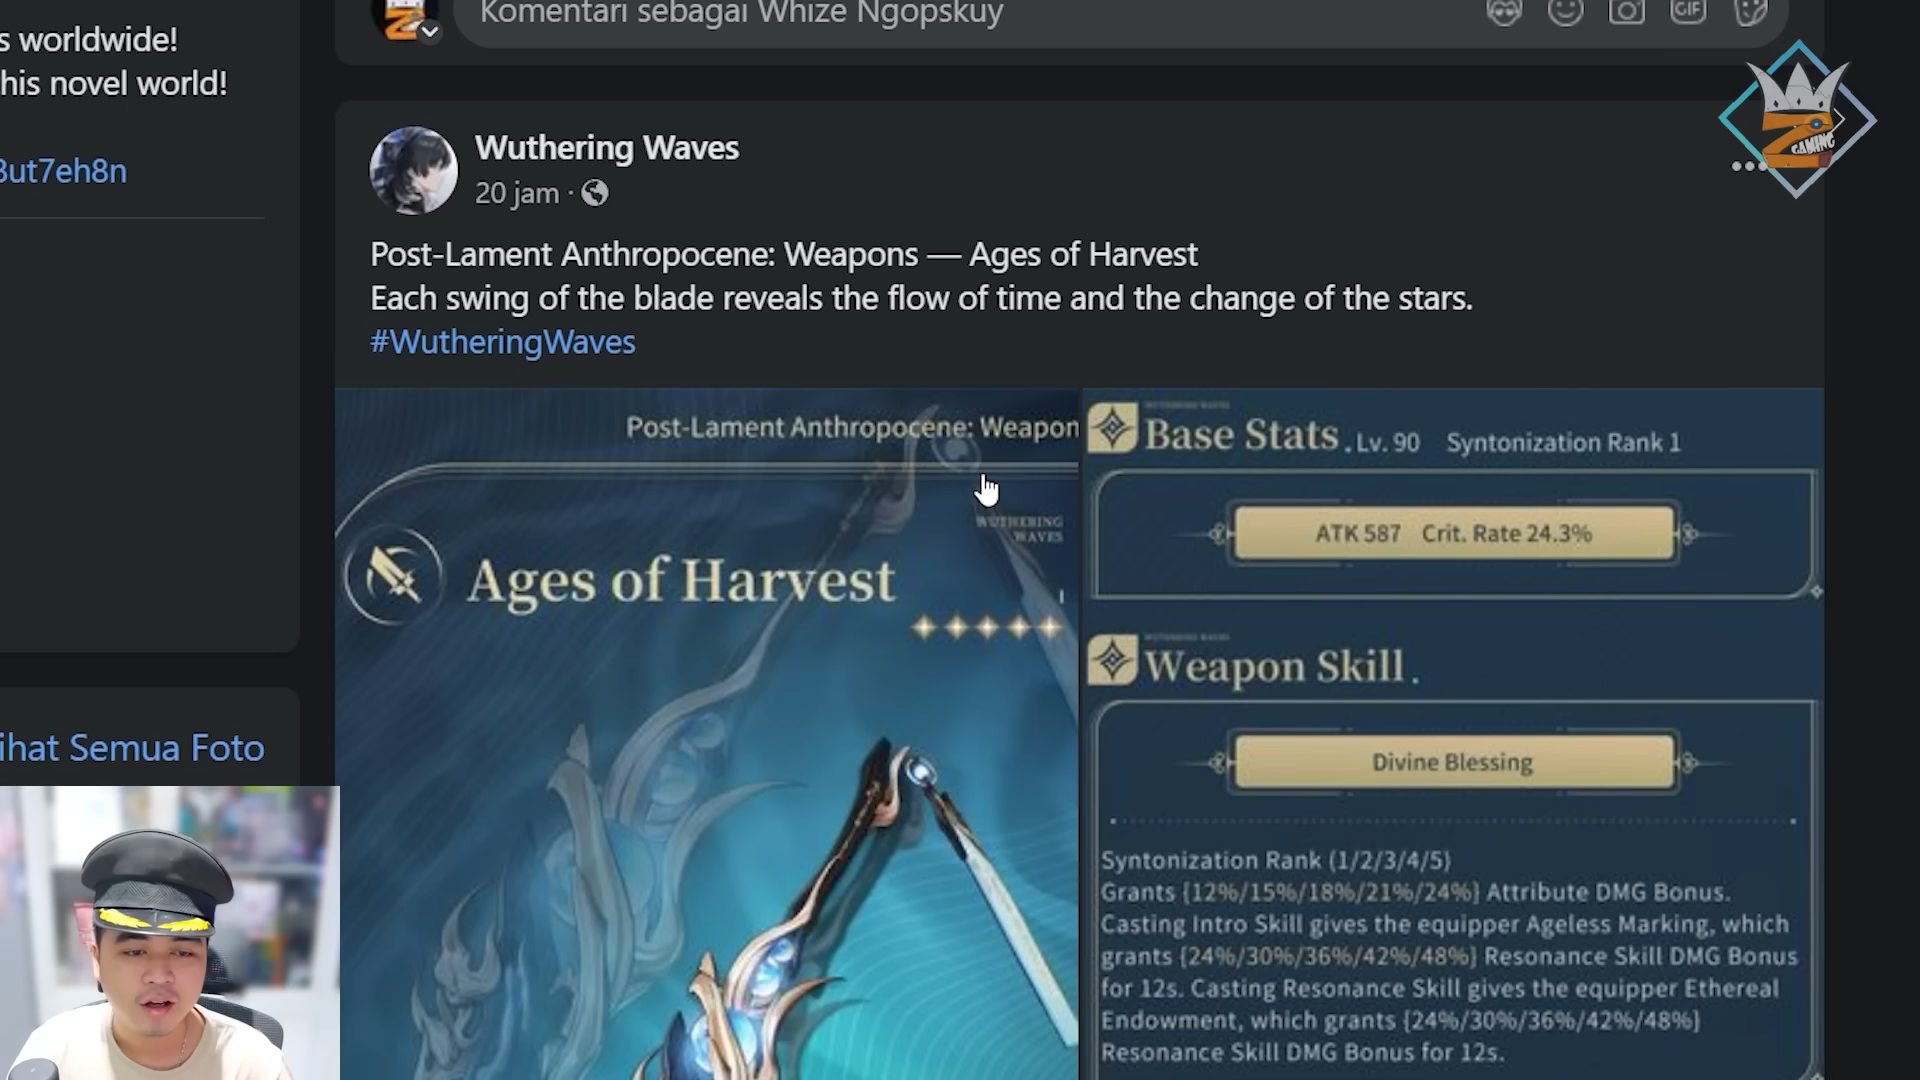 Komentari sebagai Whize Ngopskuy
GIF
s worldwide!
his novel world!
But7eh8n
ihat Semua Foto
Wuthering Waves
20 jam ·
Post-Lament Anthropocene: Weapons — Ages of Harvest
Each swing of the blade reveals the flow of time and the change of the stars.
#WutheringWaves
Post-Lament Anthropocene: Weapon
WUTHERING
WAVES
Ages of Harvest
WUTHERING WAVES
Base Stats . Lv. 90 Syntonization Rank 1
ATK 587 Crit. Rate 24.3%
WUTHERING WAVES
Weapon Skill .
Divine Blessing
Syntonization Rank (1/2/3/4/5)
Grants {12%/15%/18%/21%/24%} Attribute DMG Bonus.
Casting Intro Skill gives the equipper Ageless Marking, which
grants {24%/30%/36%/42%/48%} Resonance Skill DMG Bonus
for 12s. Casting Resonance Skill gives the equipper Ethereal
Endowment, which grants {24%/30%/36%/42%/48%}
Resonance Skill DMG Bonus for 12s.
Z
GAMING